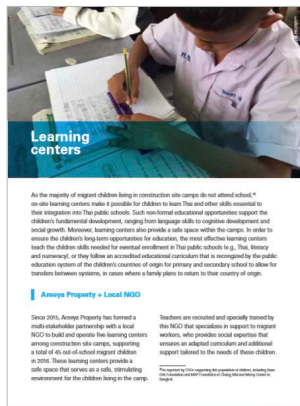 Learning
centers
As the majority of migrant children living in construction site camps do not attend school,
on-site learning centers make it possible for children to learn Thai and other skills essential to
their integration into Thai public schools. Such non-formal educational opportunities support the
children's fundamental development, ranging from language skills to cognitive development and
social growth. Moreover, learning centers also provide a safe space within the camps. In order to
ensure the children's long-term opportunities for education, the most effective learning centers
teach the children skills needed for eventual enrollment in Thai public schools (e.g., Thai, literacy
and numeracy), or they follow an accredited educational curriculum that is recognized by the public
education system of the children's countries of origin for primary and secondary school to allow for
transfers between systems, in cases where a family plans to return to their country of origin.
Areeya Property + Local NGO
Since 2015, Areeya Property has formed a
multi-stakeholder partnership with a local
NGO to build and operate five learning centers
among construction site camps, supporting
a total of 45 out-of-school migrant children
in 2016. These learning centers provide a
safe space that serves as a safe, stimulating
environment for the children living in the camp.
Teachers are recruited and specially trained by
this NGO that specializes in support to migrant
workers, who provides social expertise that
ensures an adapted curriculum and additional
support tailored to the needs of these children.